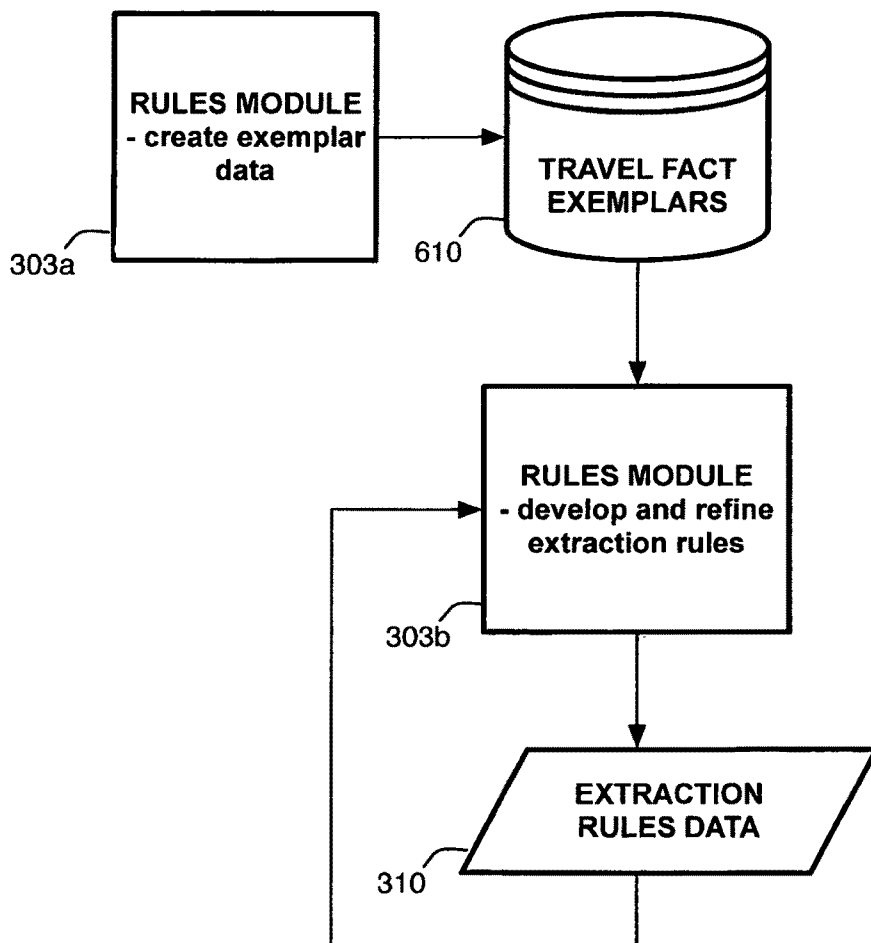 RULES MODULE
- create exemplar
data
303a
TRAVEL FACT
EXEMPLARS
610
RULES MODULE
- develop and refine
extraction rules
303b
EXTRACTION
RULES DATA
310